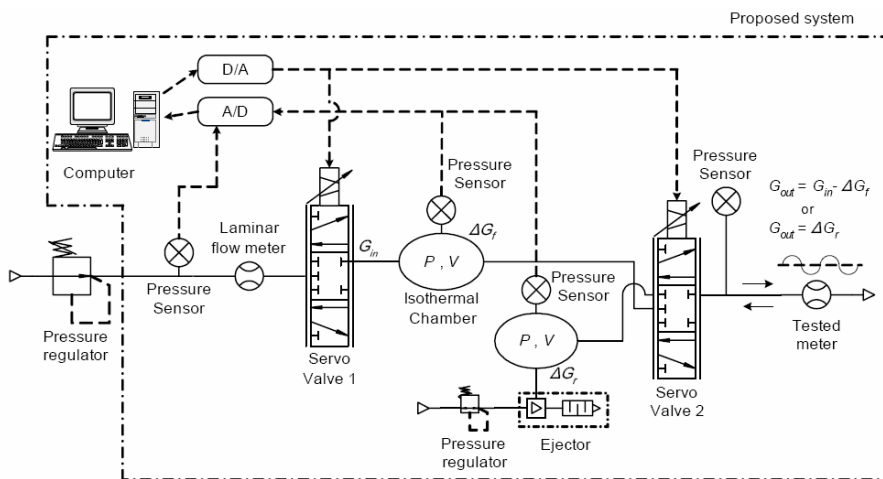 Proposed system
D/A
A/D
Computer
Pressure
Sensor
Pressure
Sensor
G_out = G_in- ΔG_f
or
G_out = ΔG_r
Laminar
flow meter
G_in
ΔG_f
P , V
Isothermal
Chamber
Pressure
Sensor
Pressure
Sensor
Pressure
regulator
Servo
Valve 1
P , V
ΔG_r
Tested
meter
Servo
Valve 2
Pressure
regulator
Ejector